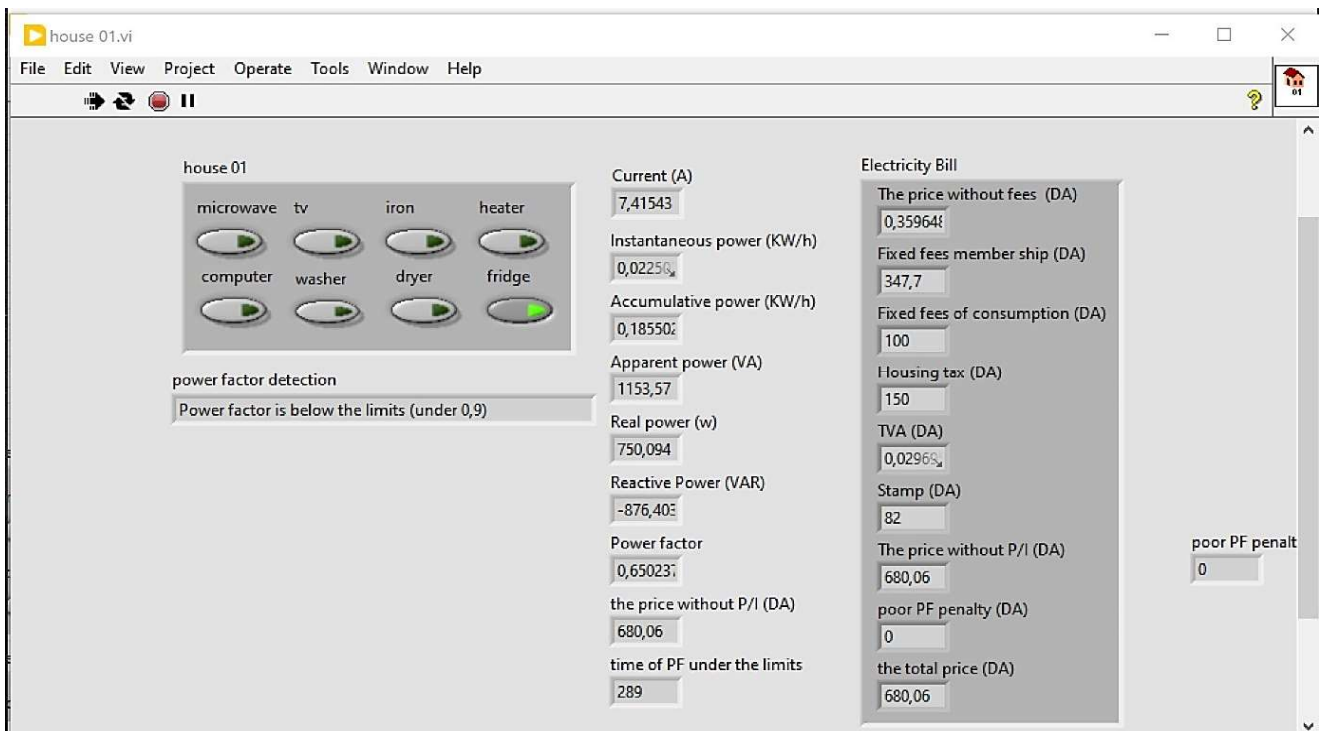 house 01.vi
File Edit View Project Operate Tools Window Help
01
house 01
microwave tv iron heater
computer washer dryer fridge
power factor detection
Power factor is below the limits (under 0,9)
Current (A)
7,41543
Instantaneous power (KW/h)
0,0225
Accumulative power (KW/h)
0,185502
Apparent power (VA)
1153,57
Real power (w)
750,094
Reactive Power (VAR)
-876,403
Power factor
0,650237
the price without P/I (DA)
680,06
time of PF under the limits
289
Electricity Bill
The price without fees (DA)
0,359648
Fixed fees member ship (DA)
347,7
Fixed fees of consumption (DA)
100
Housing tax (DA)
150
TVA (DA)
0,0296
Stamp (DA)
82
The price without P/I (DA)
680,06
poor PF penalty (DA)
0
the total price (DA)
680,06
poor PF penalt
0